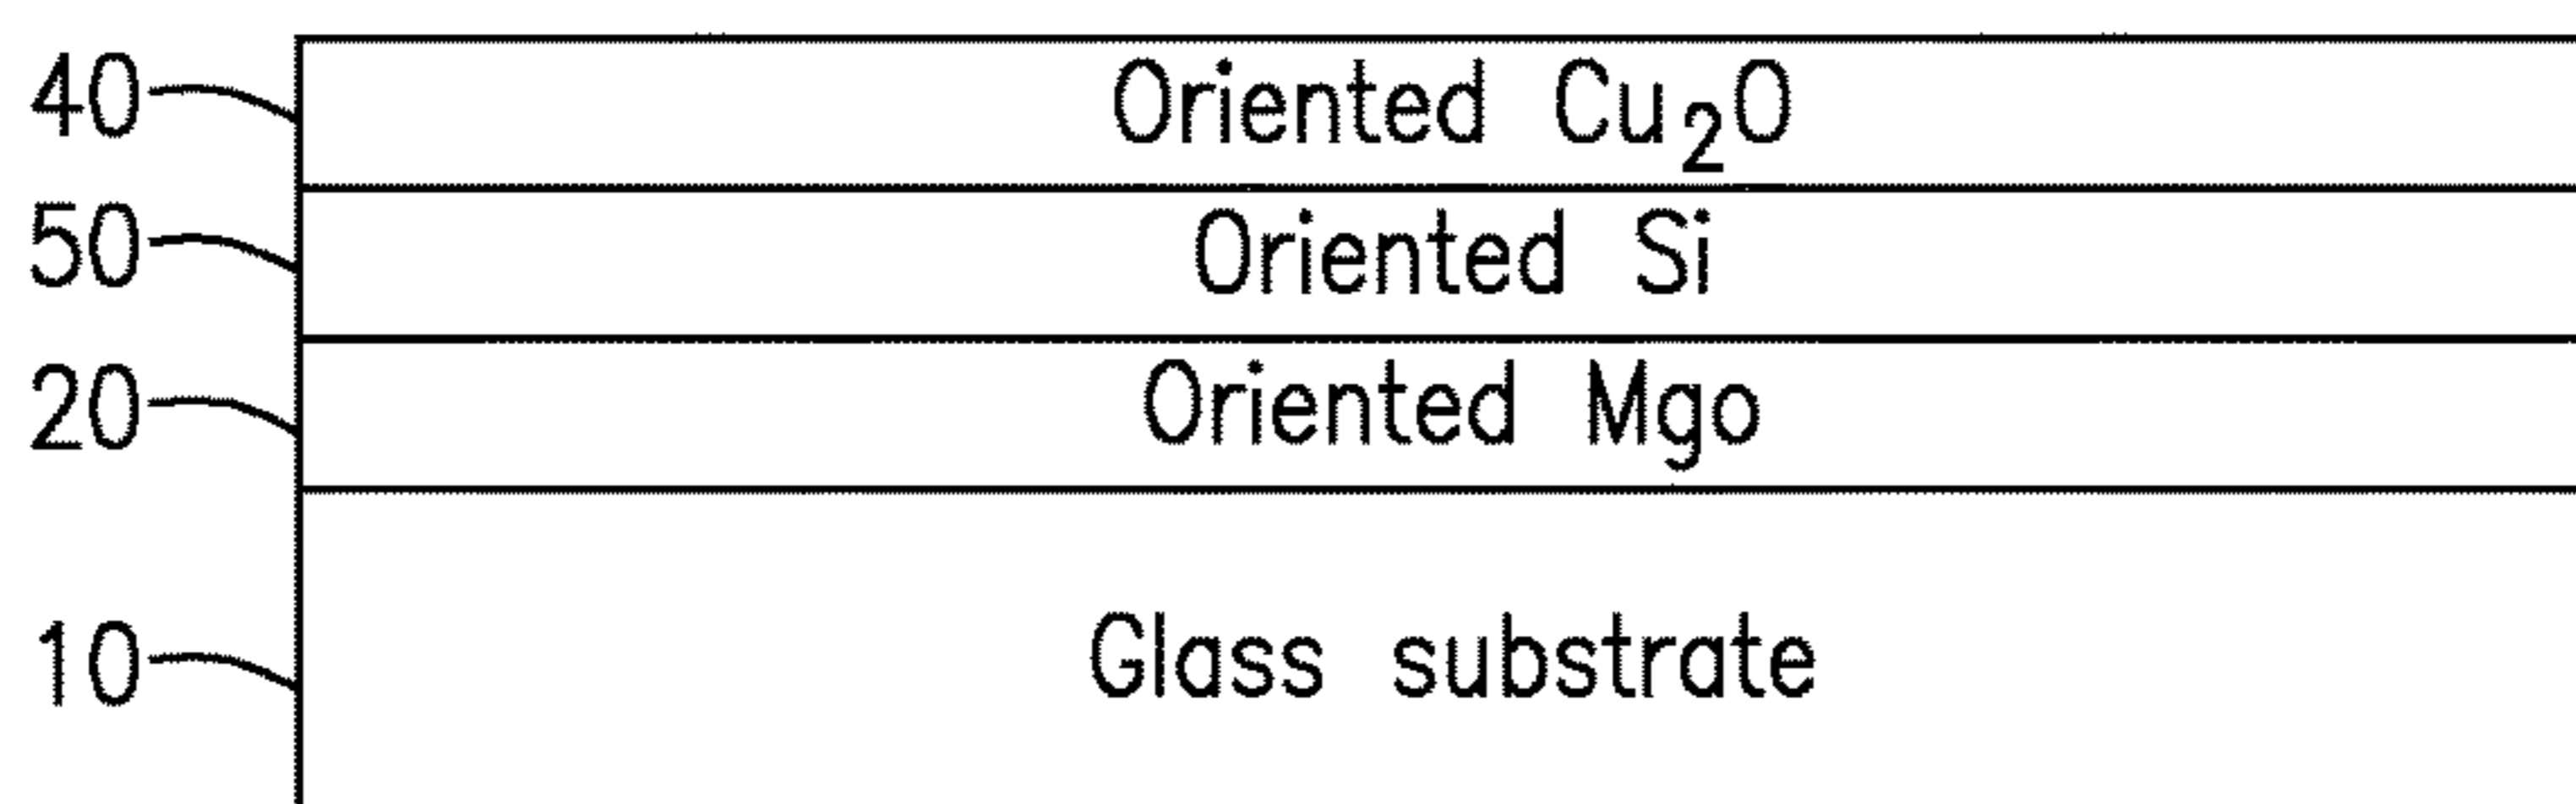 40 Oriented Cu₂O
50 Oriented Si
20 Oriented Mgo
10 Glass substrate